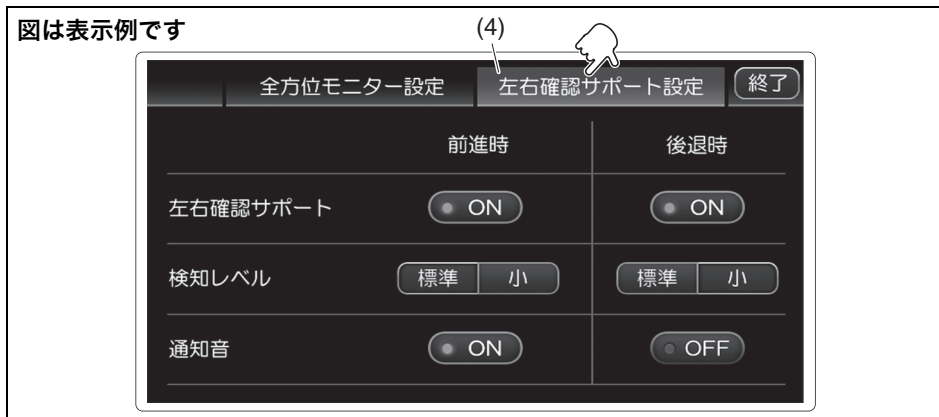 図は表示例です
(4)
全方位モニター設定 左右確認サポート設定 終了
前進時 後退時
左右確認サポート ON ON
検知レベル 標準 小 標準 小
通知音 ON OFF